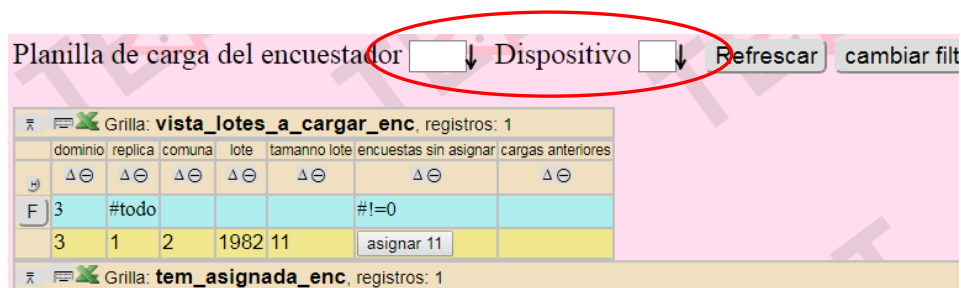 Planilla de carga del encuestador ↓ Dispositivo ↓ Refrescar cambiar filt
Grilla: vista_lotes_a_cargar_enc, registros: 1
dominio replica comuna lote tamanno lote encuestas sin asignar cargas anteriores
F 3 #todo #!=0
3 1 2 1982 11 asignar 11
Grilla: tem_asignada_enc, registros: 1